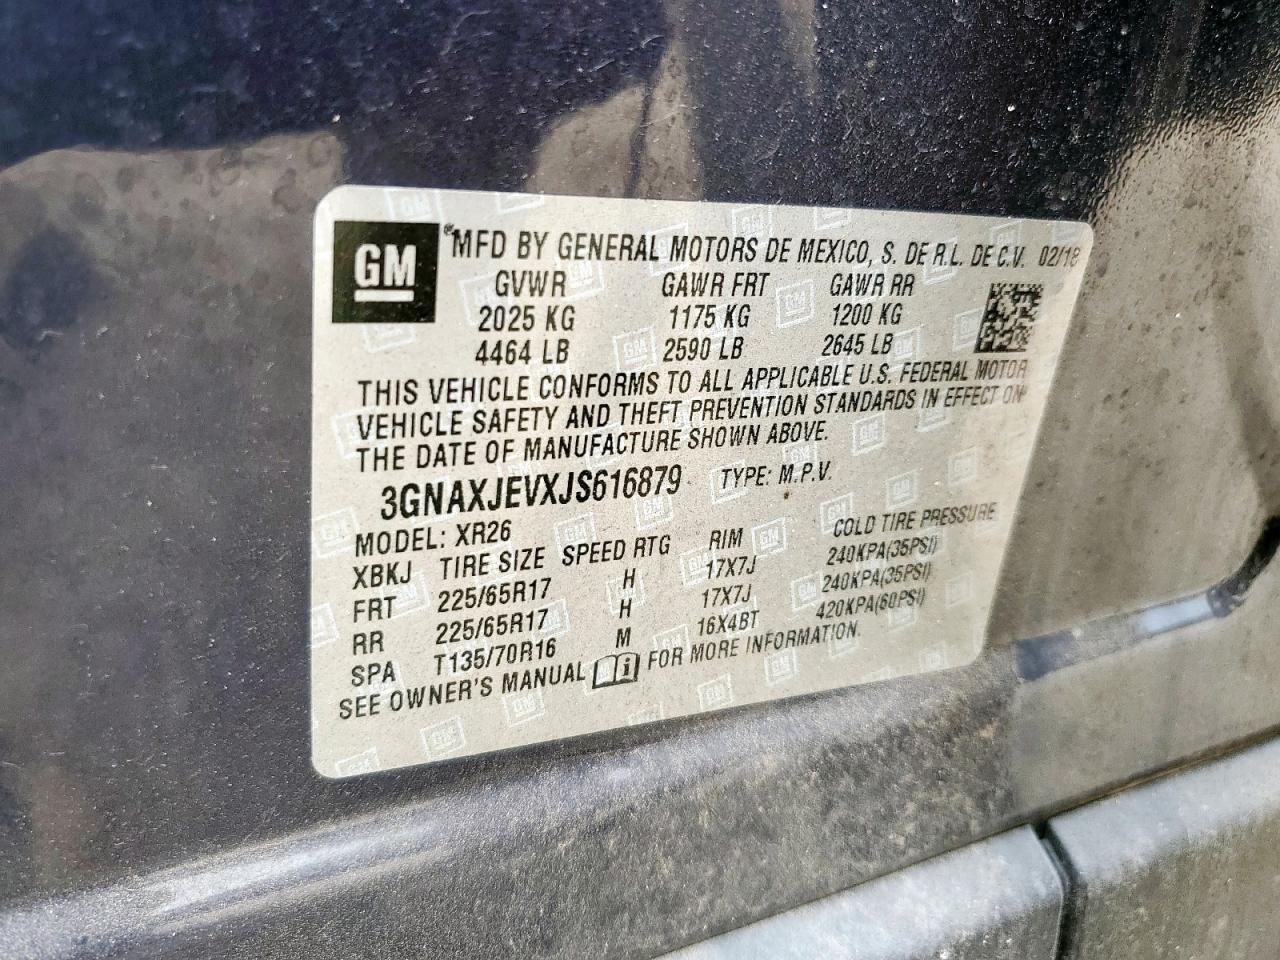 GM
®MFD BY GENERAL MOTORS DE MEXICO, S. DE R.L. DE C.V. 02/18
GVWR GAWR FRT GAWR RR
2025 KG 1175 KG 1200 KG
4464 LB 2590 LB 2645 LB
THIS VEHICLE CONFORMS TO ALL APPLICABLE U.S. FEDERAL MOTOR
VEHICLE SAFETY AND THEFT PREVENTION STANDARDS IN EFFECT ON
THE DATE OF MANUFACTURE SHOWN ABOVE.
3GNAXJEVXJS616879 TYPE: M.P.V.
MODEL: XR26
XBKJ TIRE SIZE SPEED RTG RIM COLD TIRE PRESSURE
FRT 225/65R17 H 17X7J 240KPA(35PSI)
RR 225/65R17 H 17X7J 240KPA(35PSI)
SPA T135/70R16 M 16X4BT 420KPA(60PSI)
SEE OWNER'S MANUAL i FOR MORE INFORMATION.